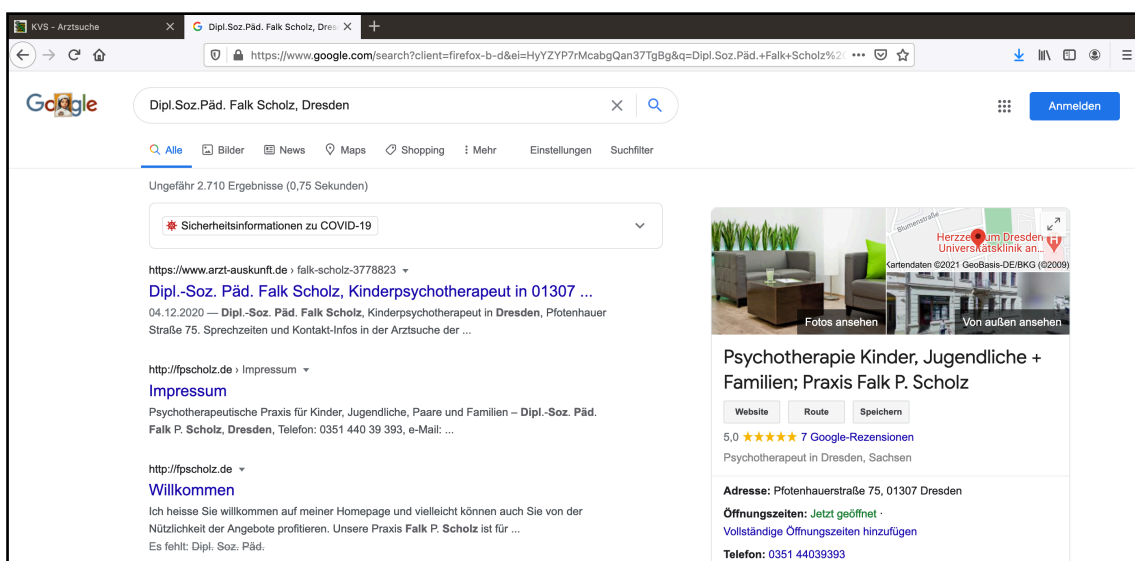 KVS - Arztsuche
Dipl.Soz.Päd. Falk Scholz, Dres
https://www.google.com/search?client=firefox-b-d&ei=HyYZYP7rMcabgQan37TgBg&q=Dipl.Soz.Päd.+Falk+Scholz%2
Google
Dipl.Soz.Päd. Falk Scholz, Dresden
Anmelden
Alle Bilder News Maps Shopping Mehr Einstellungen Suchfilter
Ungefähr 2.710 Ergebnisse (0,75 Sekunden)
Sicherheitsinformationen zu COVID-19
https://www.arzt-auskunft.de › falk-scholz-3778823
Dipl.-Soz. Päd. Falk Scholz, Kinderpsychotherapeut in 01307 ...
04.12.2020 — Dipl.-Soz. Päd. Falk Scholz, Kinderpsychotherapeut in Dresden, Pfotenhauer
Straße 75. Sprechzeiten und Kontakt-Infos in der Arztsuche der ...
http://fpscholz.de › Impressum
Impressum
Psychotherapeutische Praxis für Kinder, Jugendliche, Paare und Familien – Dipl.-Soz. Päd.
Falk P. Scholz, Dresden, Telefon: 0351 440 39 393, e-Mail: ...
http://fpscholz.de
Willkommen
Ich heisse Sie willkommen auf meiner Homepage und vielleicht können auch Sie von der
Nützlichkeit der Angebote profitieren. Unsere Praxis Falk P. Scholz ist für ...
Es fehlt: Dipl. Soz. Päd.
Fotos ansehen
Blumenstraße
Dresden
Universitätsklinik an...
Kartendaten ©2021 GeoBasis-DE/BKG (©2009)
Von außen ansehen
Psychotherapie Kinder, Jugendliche +
Familien; Praxis Falk P. Scholz
Website Route Speichern
5,0 ★★★★★ 7 Google-Rezensionen
Psychotherapeut in Dresden, Sachsen
Adresse: Pfotenhauerstraße 75, 01307 Dresden
Öffnungszeiten: Jetzt geöffnet ·
Vollständige Öffnungszeiten hinzufügen
Telefon: 0351 44039393